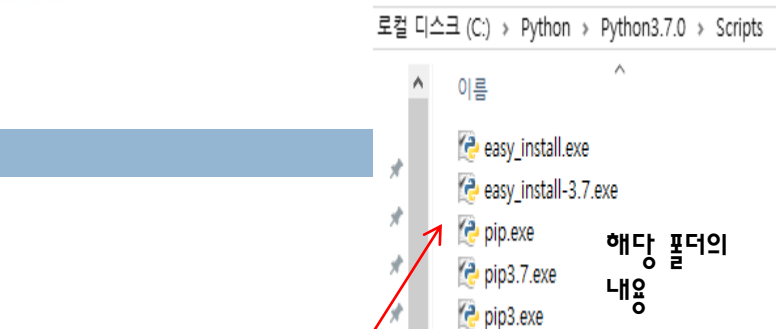 로컬 디스크 (C:) > Python > Python3.7.0 > Scripts
이름
easy_install.exe
easy_install-3.7.exe
pip.exe
pip3.7.exe
pip3.exe
해당 폴더의
내용